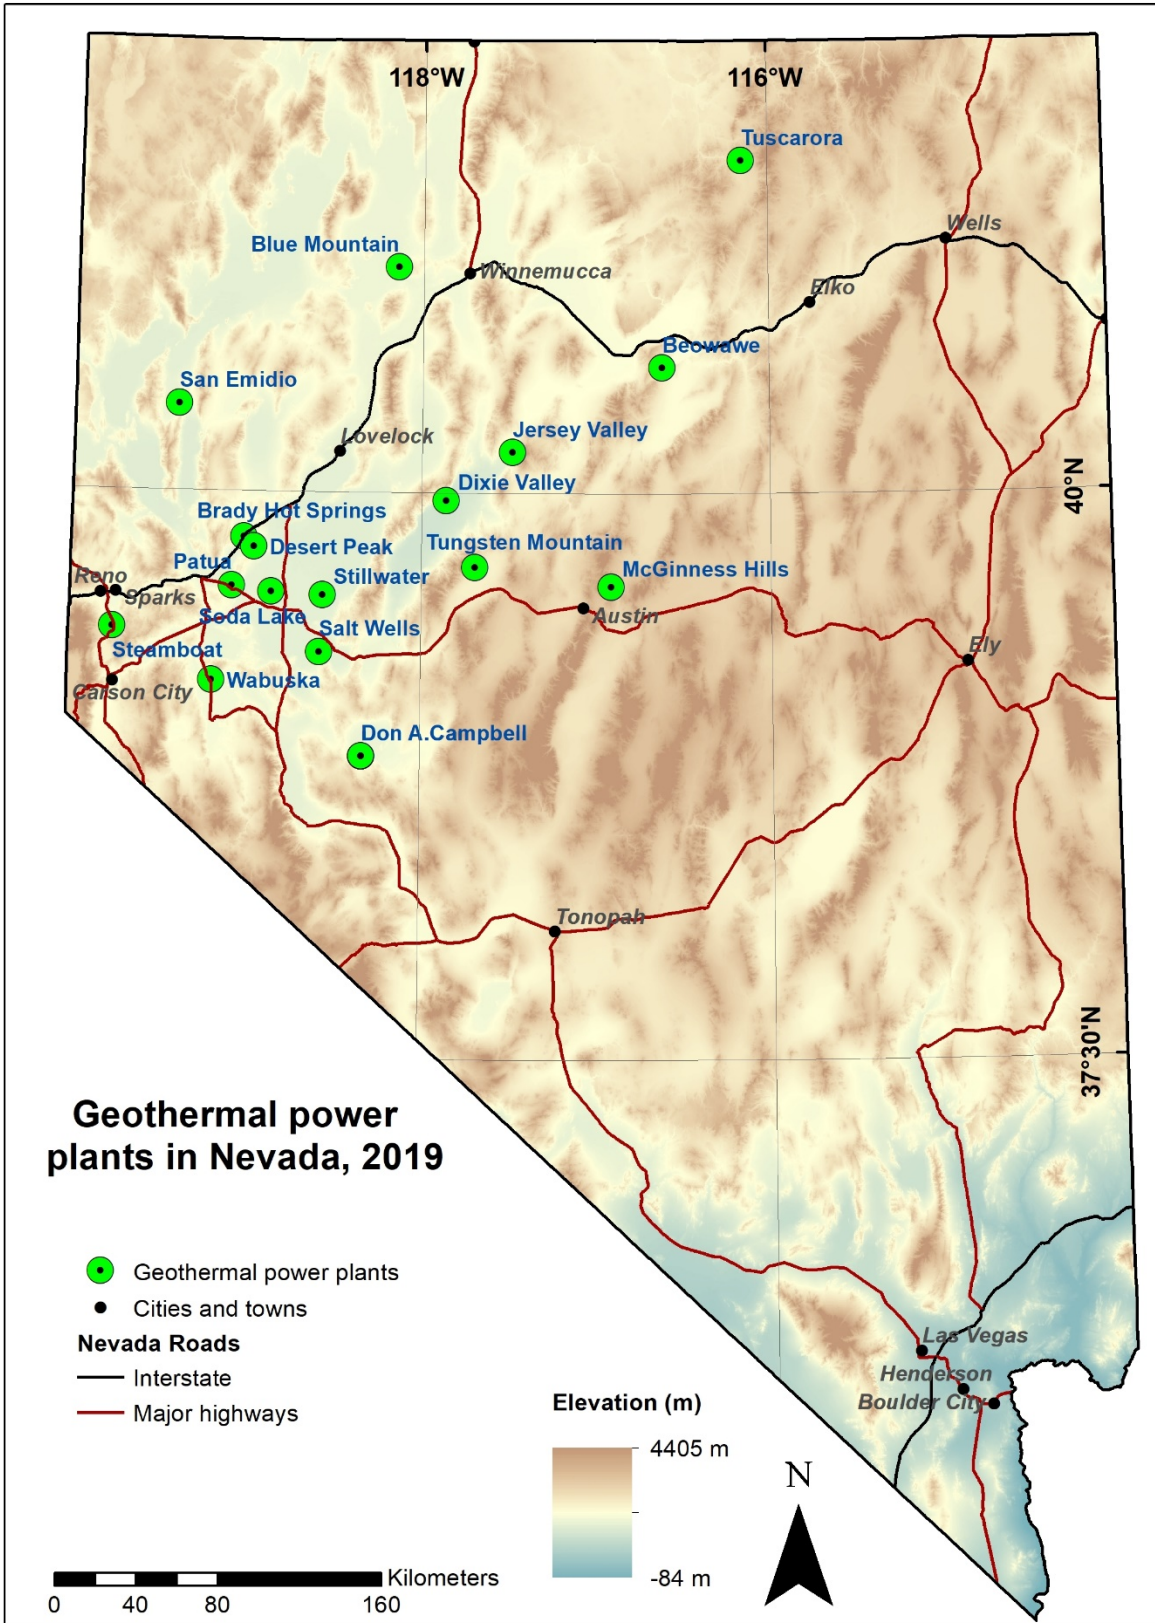 118°W
116°W
Tuscarora
Wells
Blue Mountain
Winnemucca
Elko
Beowawe
San Emidio
Jersey Valley
Lovelock
40°N
Dixie Valley
Brady Hot Springs
Tungsten Mountain
Desert Peak
Patua
McGinness Hills
Stillwater
Reno
Sparks
Soda Lake
Austin
Salt Wells
Ely
Steamboat
Wabuska
Carson City
Don A.Campbell
Tonopah
37°30'N
Geothermal power
plants in Nevada, 2019
Geothermal power plants
Cities and towns
Nevada Roads
Interstate
Major highways
Las Vegas
Henderson
Boulder City
Elevation (m)
4405 m
-84 m
N
Kilometers
0 40 80 160